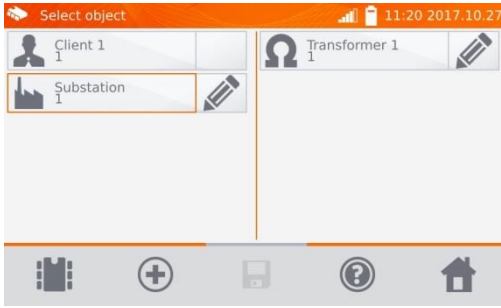 Select object
11:20 2017.10.27
Client 1
1
Substation
1
Transformer 1
1